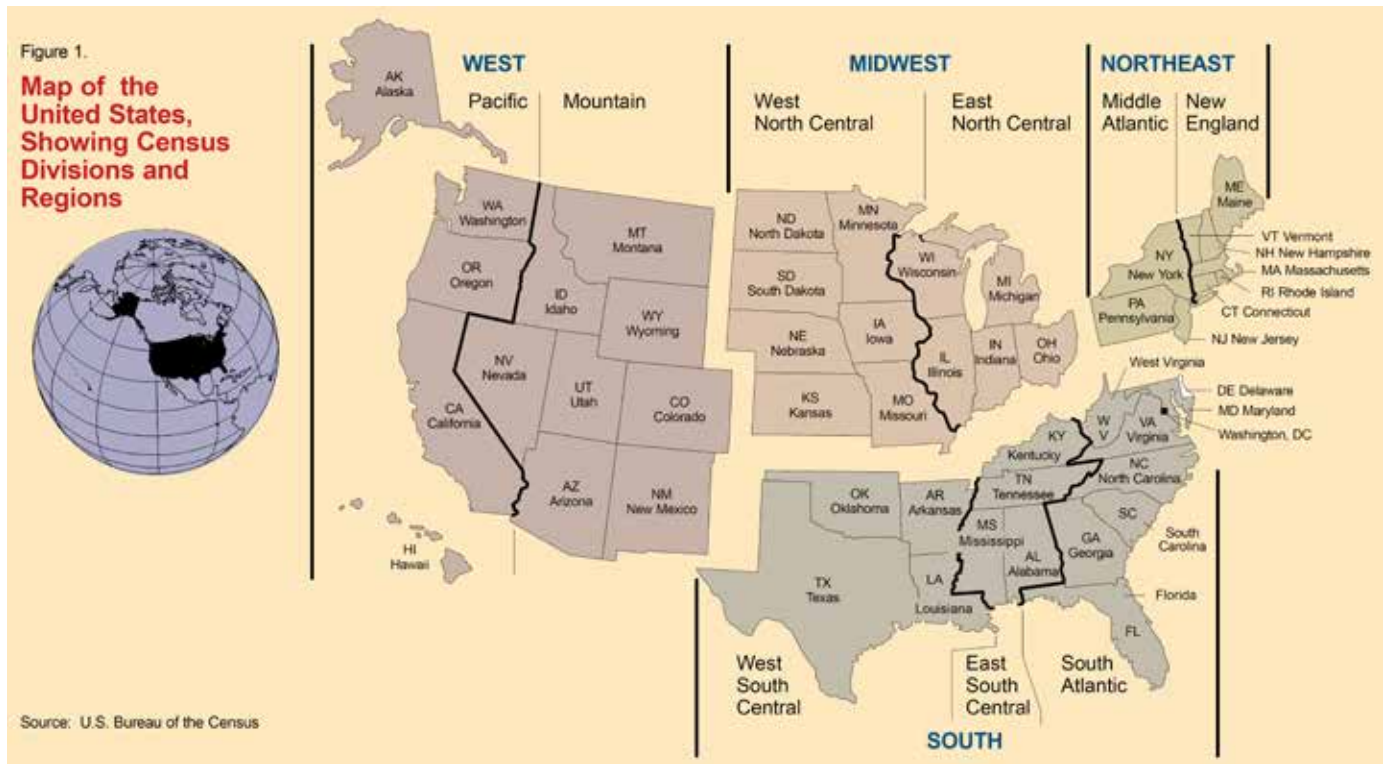 Figure 1.
Map of the
United States,
Showing Census
Divisions and
Regions
WEST
Pacific
Mountain
MIDWEST
West
North Central
East
North Central
NORTHEAST
Middle
Atlantic
New
England
AK
Alaska
WA
Washington
OR
Oregon
CA
California
HI
Hawaii
MT
Montana
ID
Idaho
WY
Wyoming
NV
Nevada
UT
Utah
CO
Colorado
AZ
Arizona
NM
New Mexico
ND
North Dakota
SD
South Dakota
NE
Nebraska
KS
Kansas
MN
Minnesota
IA
Iowa
MO
Missouri
WI
Wisconsin
MI
Michigan
IL
Illinois
IN
Indiana
OH
Ohio
ME
Maine
VT Vermont
NH New Hampshire
MA Massachusetts
RI Rhode Island
CT Connecticut
NJ New Jersey
NY
New York
PA
Pennsylvania
West Virginia
DE Delaware
MD Maryland
Washington, DC
W
V
VA
Virginia
KY
Kentucky
NC
North Carolina
TN
Tennessee
SC
South
Carolina
OK
Oklahoma
AR
Arkansas
MS
Mississippi
AL
Alabama
GA
Georgia
TX
Texas
LA
Louisiana
Florida
FL
West
South
Central
East
South
Central
South
Atlantic
SOUTH
Source: U.S. Bureau of the Census